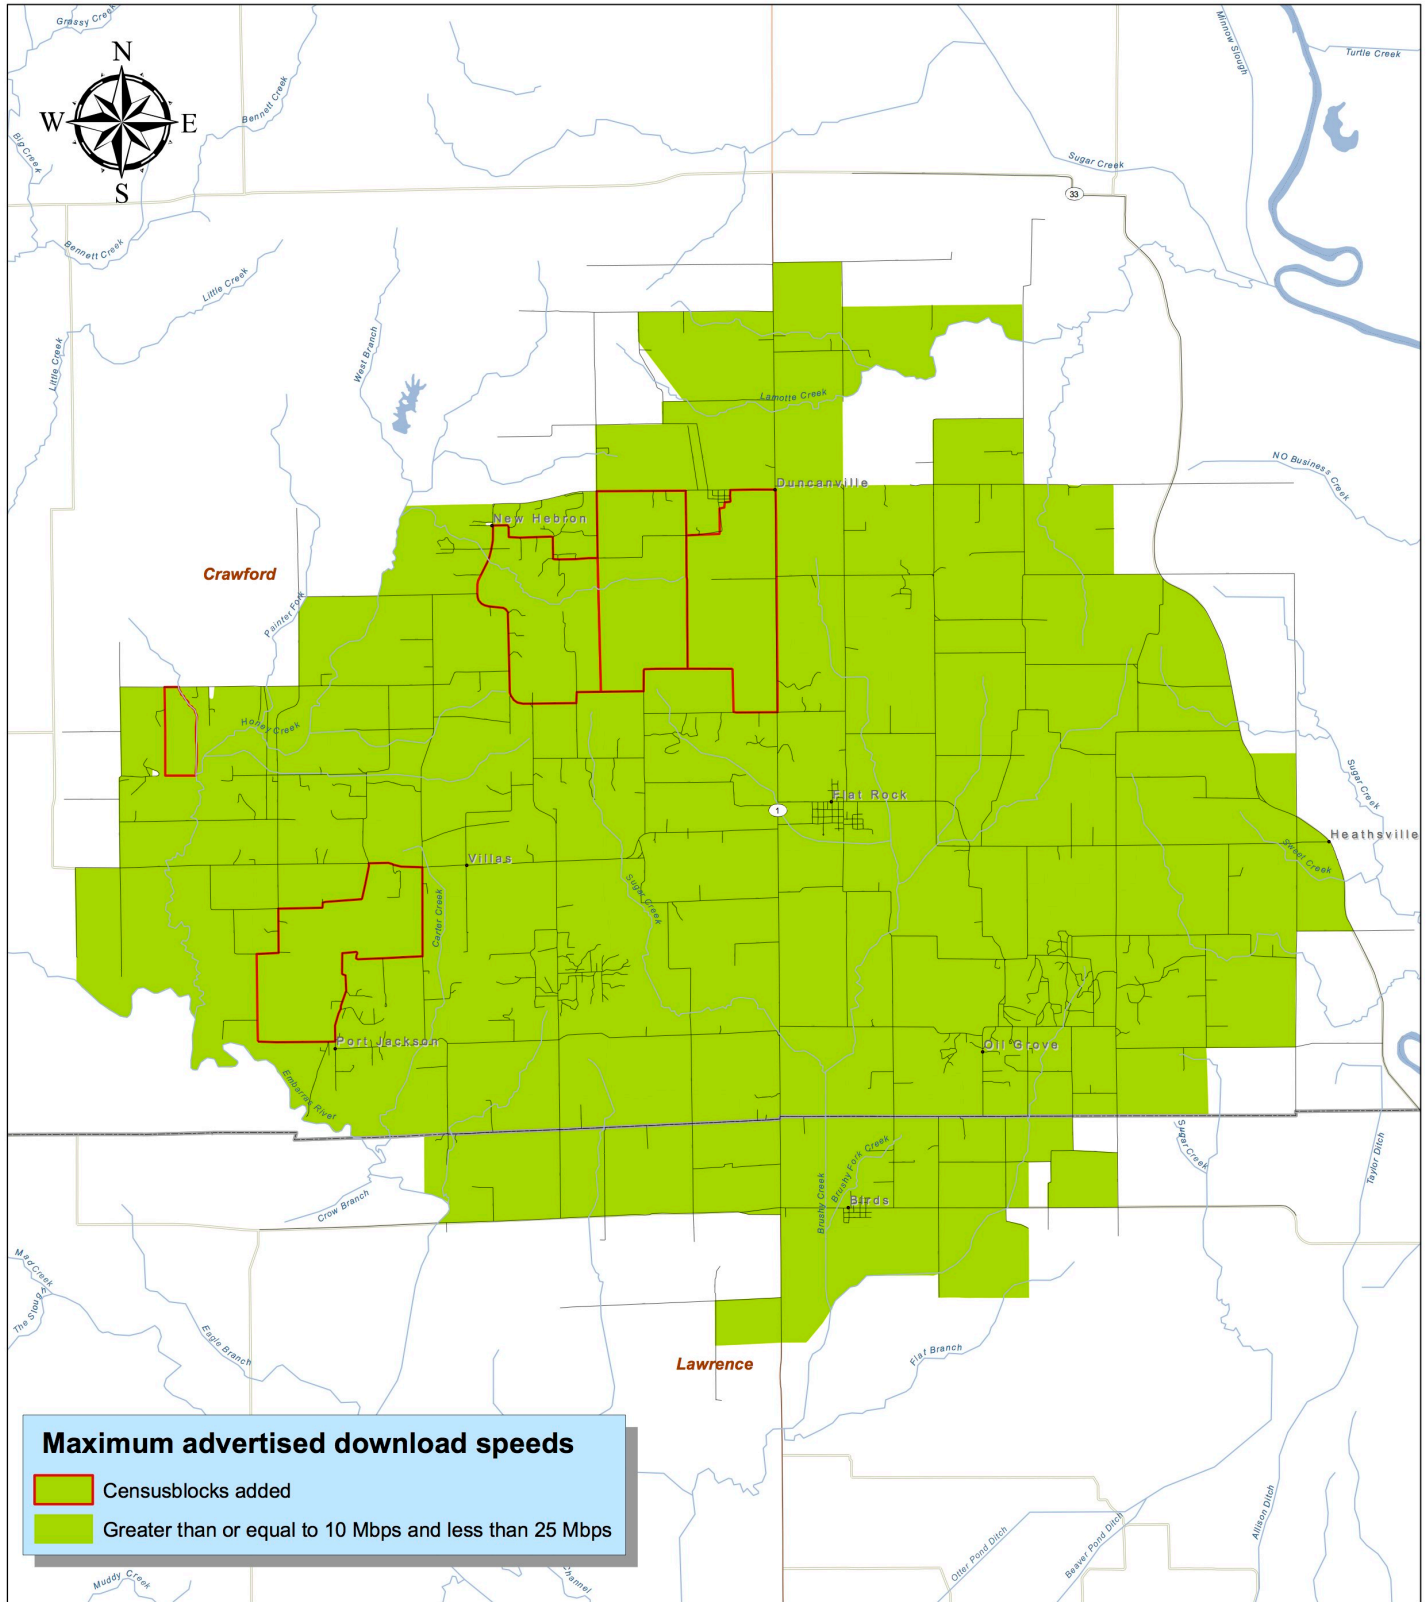 Grassy Creek
Minnow Slough
Turtle Creek
N
W
E
S
Bennett Creek
Big Creek
Sugar Creek
33
Bennett Creek
Little Creek
West Branch
Little Creek
Lamotte Creek
NO Business Creek
Duncanville
New Hebron
Crawford
Painter Fork
Honey Creek
Sugar Creek
Flat Rock
1
Heathsville
Sweet Creek
Villas
Sugar Creek
Carter Creek
Port Jackson
Oil Grove
Embarras River
Sugar Creek
Taylor Ditch
Brushy Fork Creek
Brushy Creek
Birds
Crow Branch
Mad Creek
The Slough
Eagle Branch
Flat Branch
Lawrence
Maximum advertised download speeds
Censusblocks added
Greater than or equal to 10 Mbps and less than 25 Mbps
Allison Ditch
Otter Pond Ditch
Beaver Pond Ditch
Muddy Creek
Channel